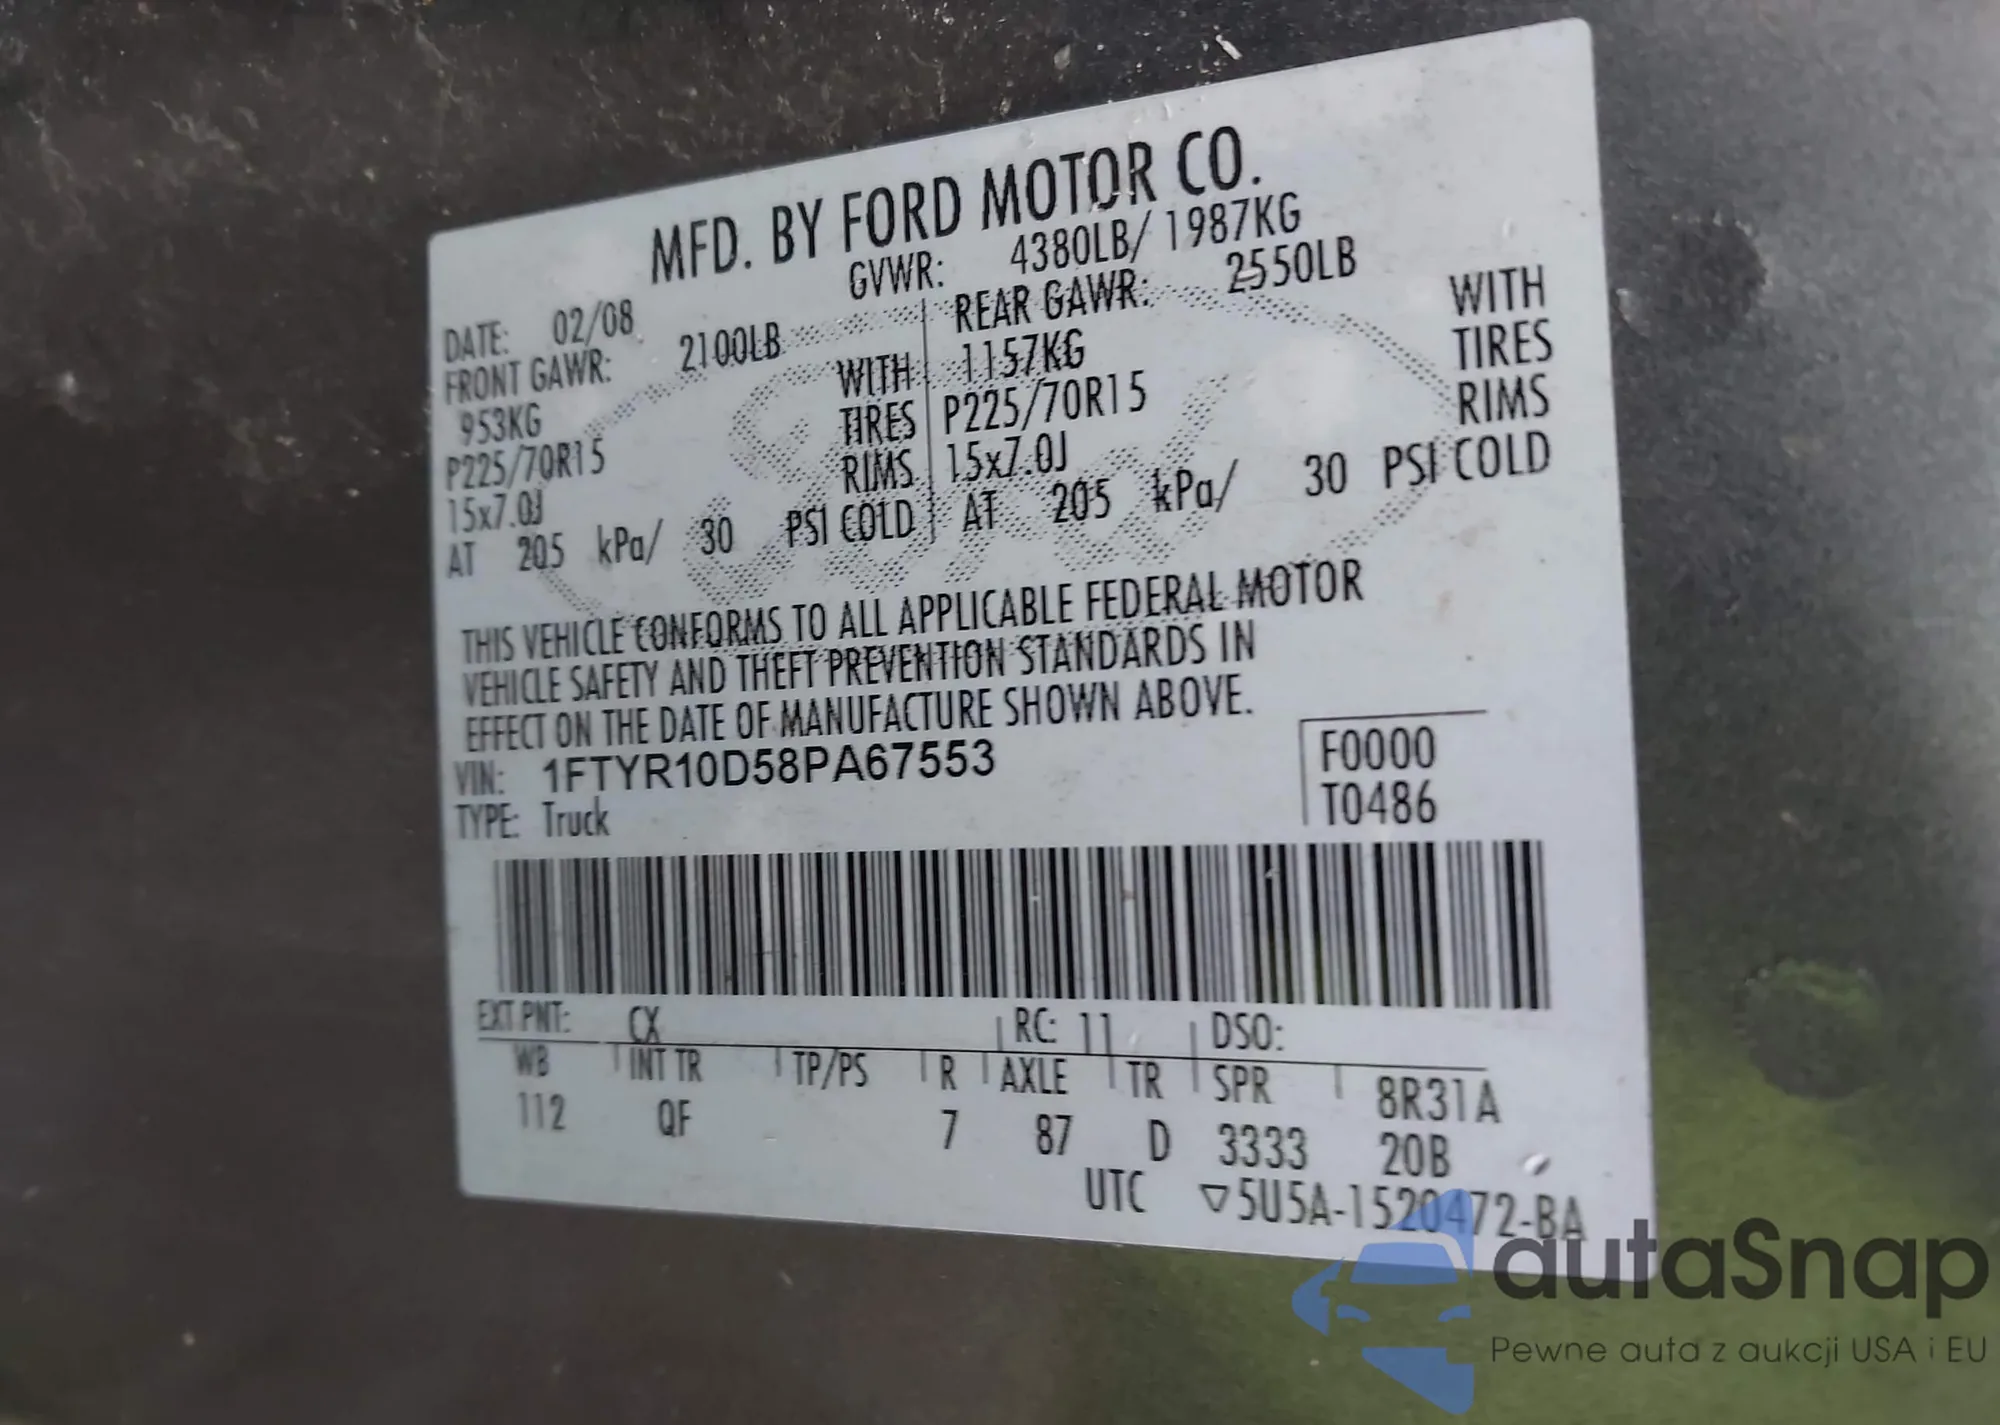 MFD. BY FORD MOTOR CO.
GVWR: 4380LB/ 1987KG
DATE: 02/08
FRONT GAWR: 2100LB
953KG WITH
P225/70R15 TIRES
15x7.0J RIMS
AT 205 kPa/ 30 PSI COLD
REAR GAWR: 2550LB
1157KG WITH
P225/70R15 TIRES
15x7.0J RIMS
AT 205 kPa/ 30 PSI COLD
THIS VEHICLE CONFORMS TO ALL APPLICABLE FEDERAL MOTOR
VEHICLE SAFETY AND THEFT PREVENTION STANDARDS IN
EFFECT ON THE DATE OF MANUFACTURE SHOWN ABOVE.
VIN: 1FTYR10D58PA67553
TYPE: Truck
F0000
T0486
EXT PNT: CX RC: 11 DSO:
WB INT TR TP/PS R AXLE TR SPR 8R31A
112 QF 7 87 D 3333 20B
UTC ▽5U5A-1520472-BA
autaSnap
Pewne auta z aukcji USA i EU